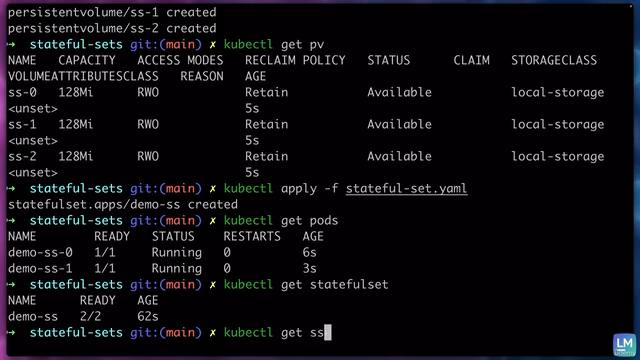 persistentvolume/ss-1 created
persistentvolume/ss-2 created
→ stateful-sets git:(main) ✗ kubectl get pv
NAME CAPACITY ACCESS MODES RECLAIM POLICY STATUS CLAIM STORAGECLASS
VOLUMEATTRIBUTESCLASS REASON AGE
ss-0 128Mi RWO Retain Available local-storage
<unset> 5s
ss-1 128Mi RWO Retain Available local-storage
<unset> 5s
ss-2 128Mi RWO Retain Available local-storage
<unset> 5s
→ stateful-sets git:(main) ✗ kubectl apply -f stateful-set.yaml
statefulset.apps/demo-ss created
→ stateful-sets git:(main) ✗ kubectl get pods
NAME READY STATUS RESTARTS AGE
demo-ss-0 1/1 Running 0 6s
demo-ss-1 1/1 Running 0 3s
→ stateful-sets git:(main) ✗ kubectl get statefulset
NAME READY AGE
demo-ss 2/2 62s
→ stateful-sets git:(main) ✗ kubectl get ss
LM